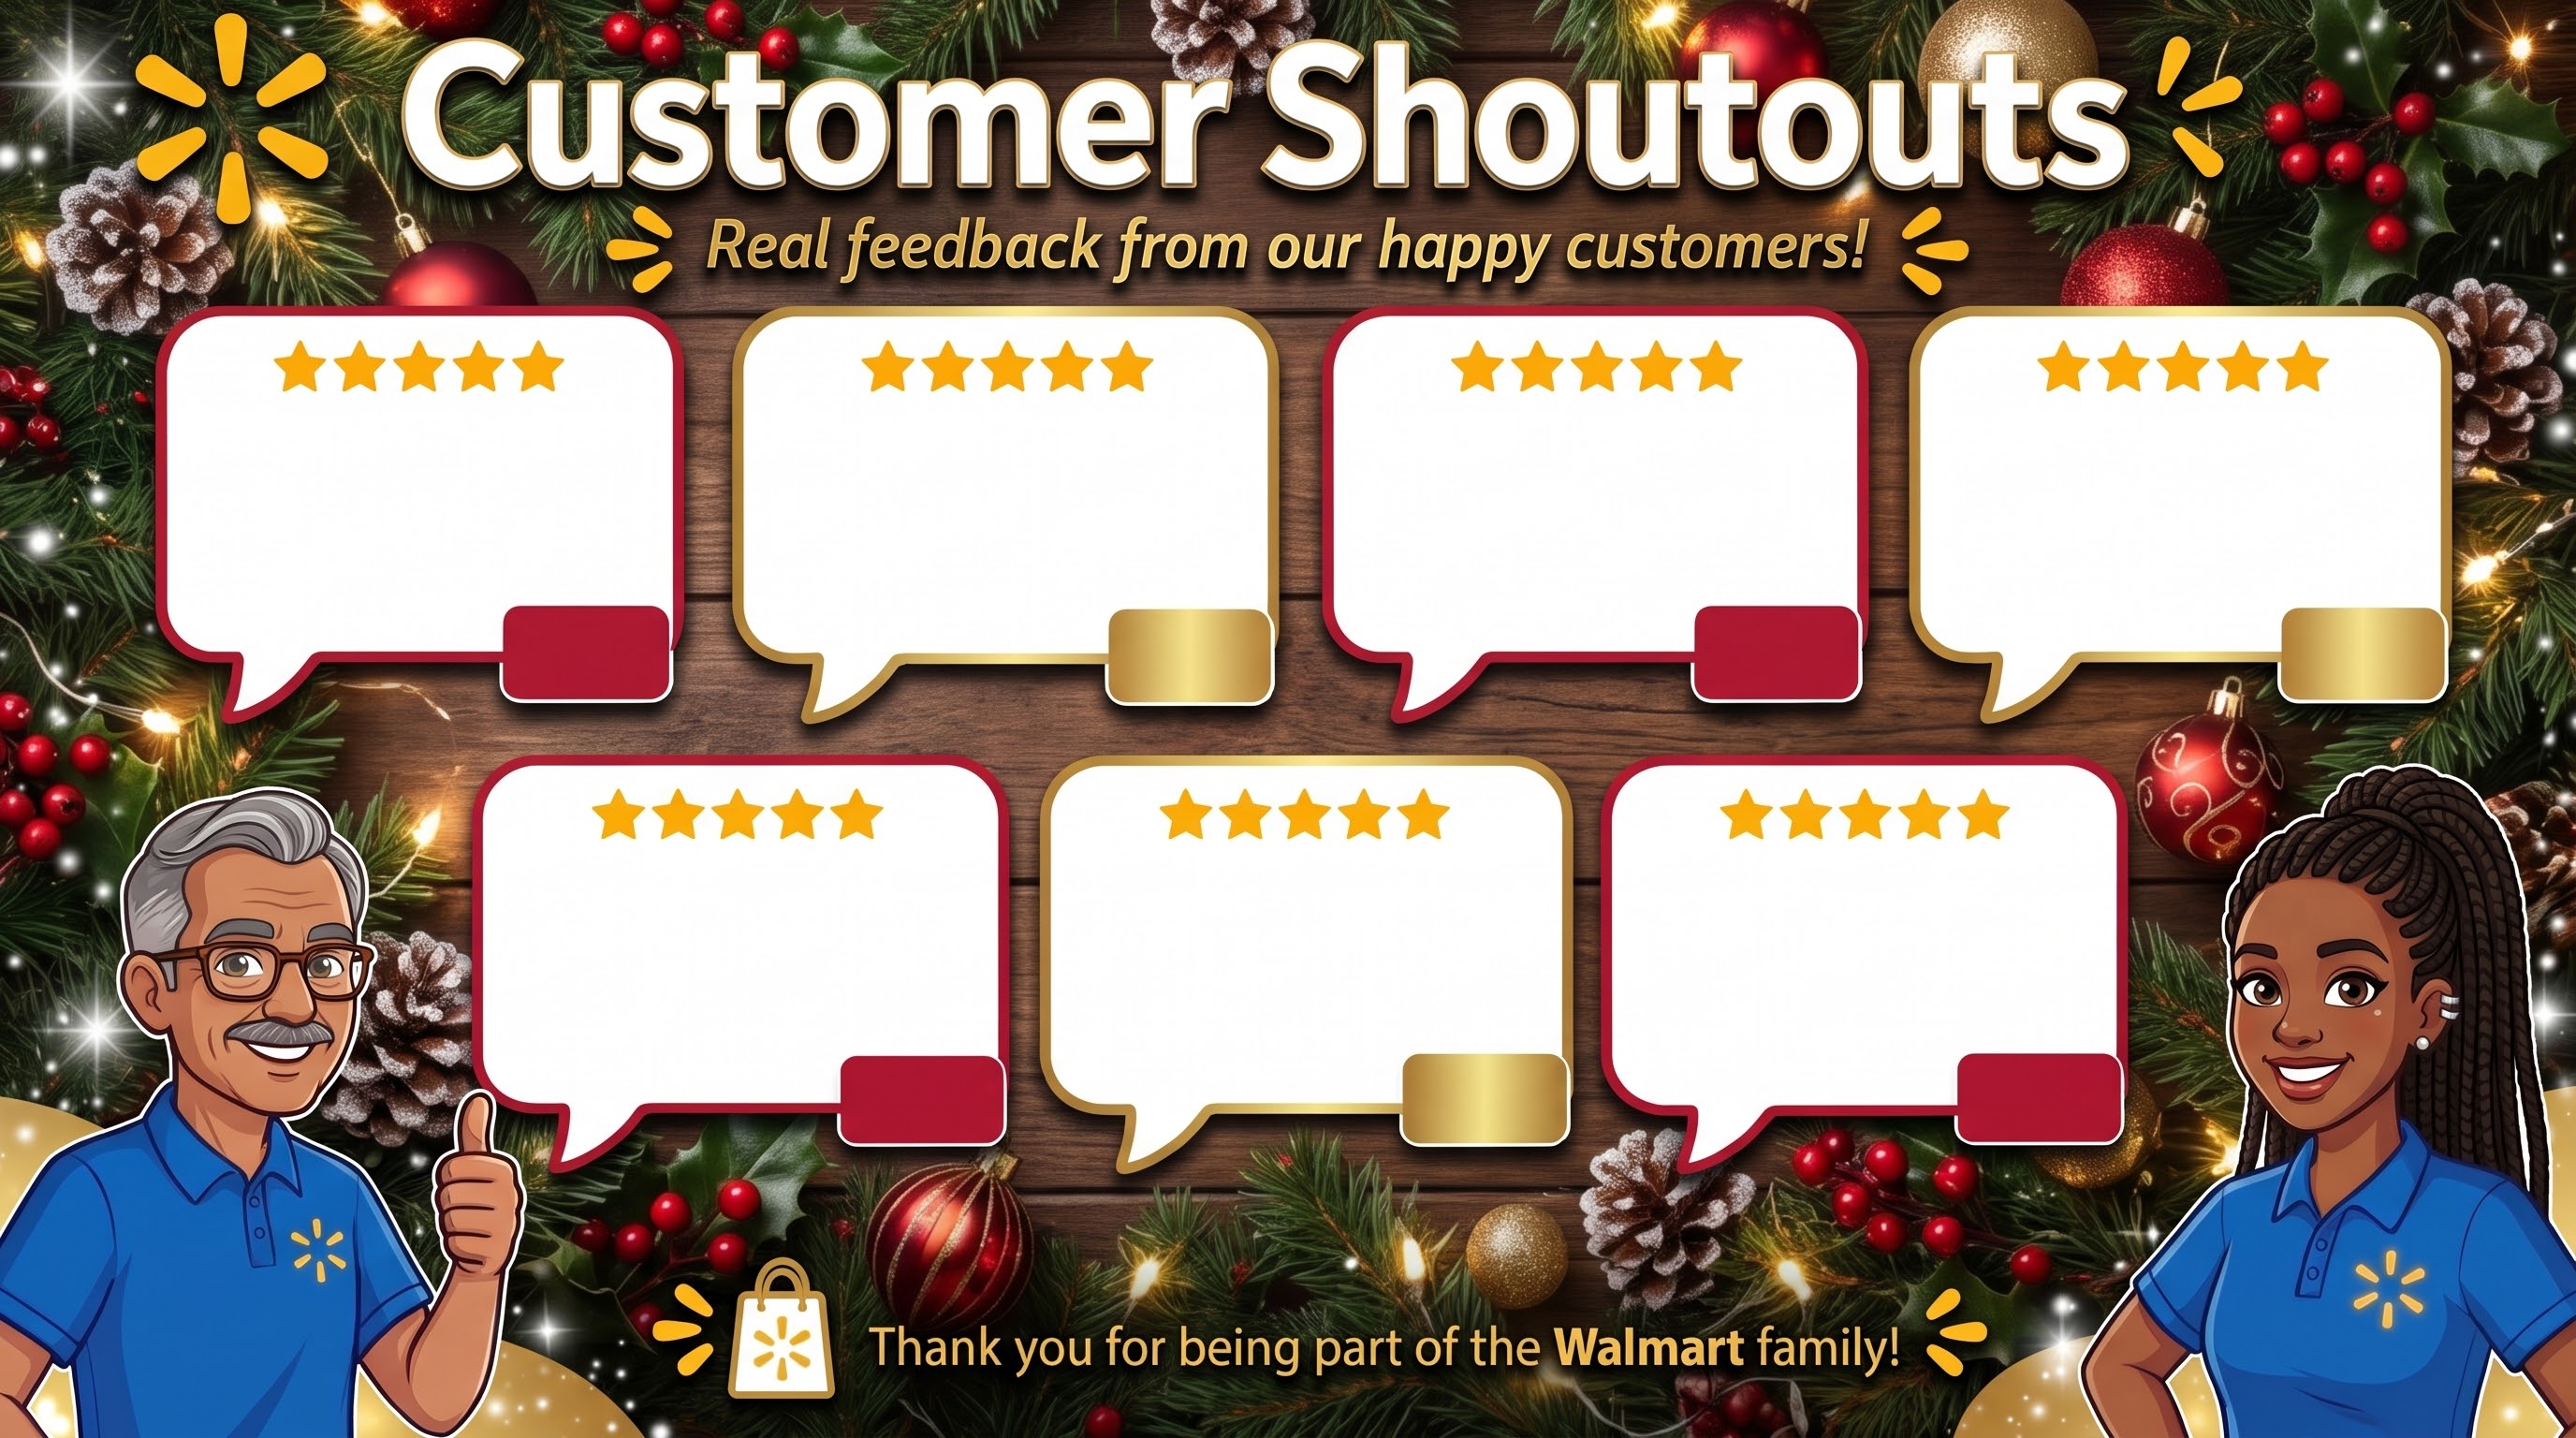 Customer Shoutouts
Real feedback from our happy customers!
Thank you for being part of the Walmart family!